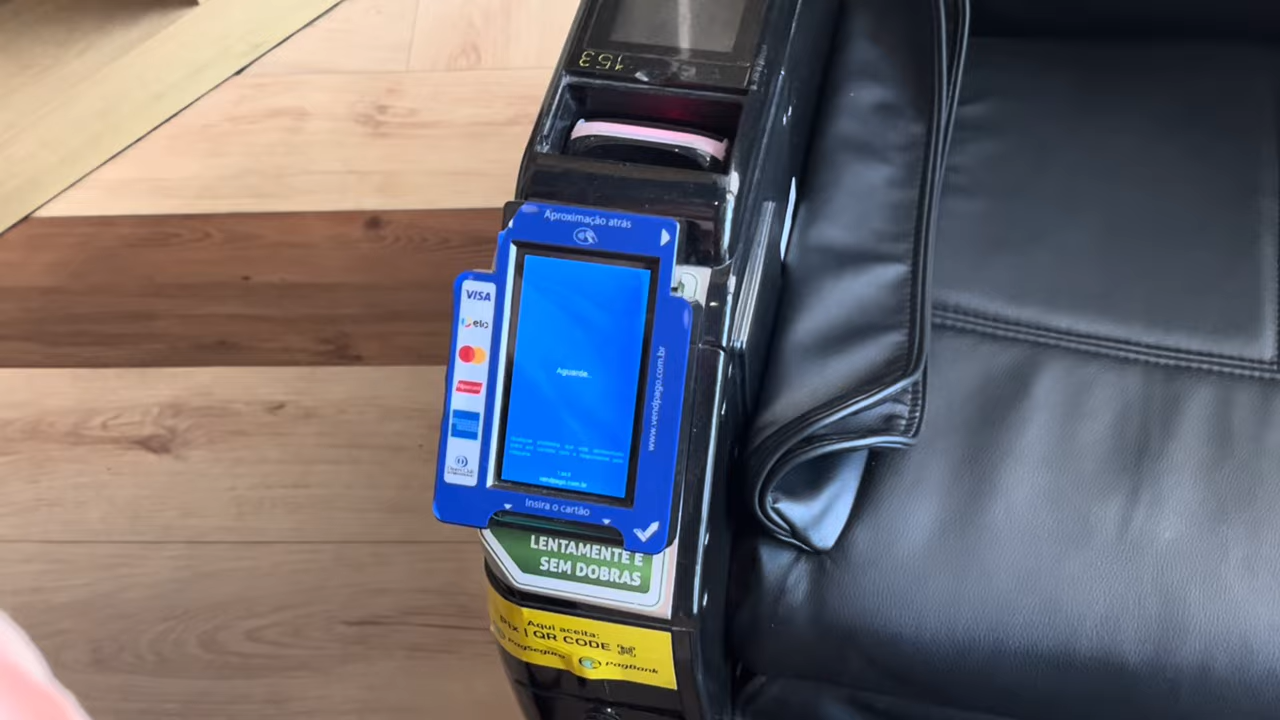 153
Aproximação atrás
VISA
elo
www.vendpago.com.br
Aguarde..
vendpago.com.br
Insira o cartão
LENTAMENTE E
SEM DOBRAS
Aqui aceita:
Pix | QR CODE
PagSeguro
PagBank